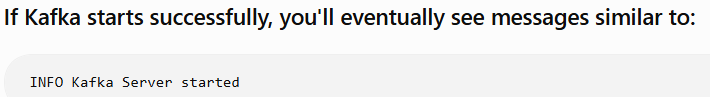 If Kafka starts successfully, you'll eventually see messages similar to:
INFO Kafka Server started